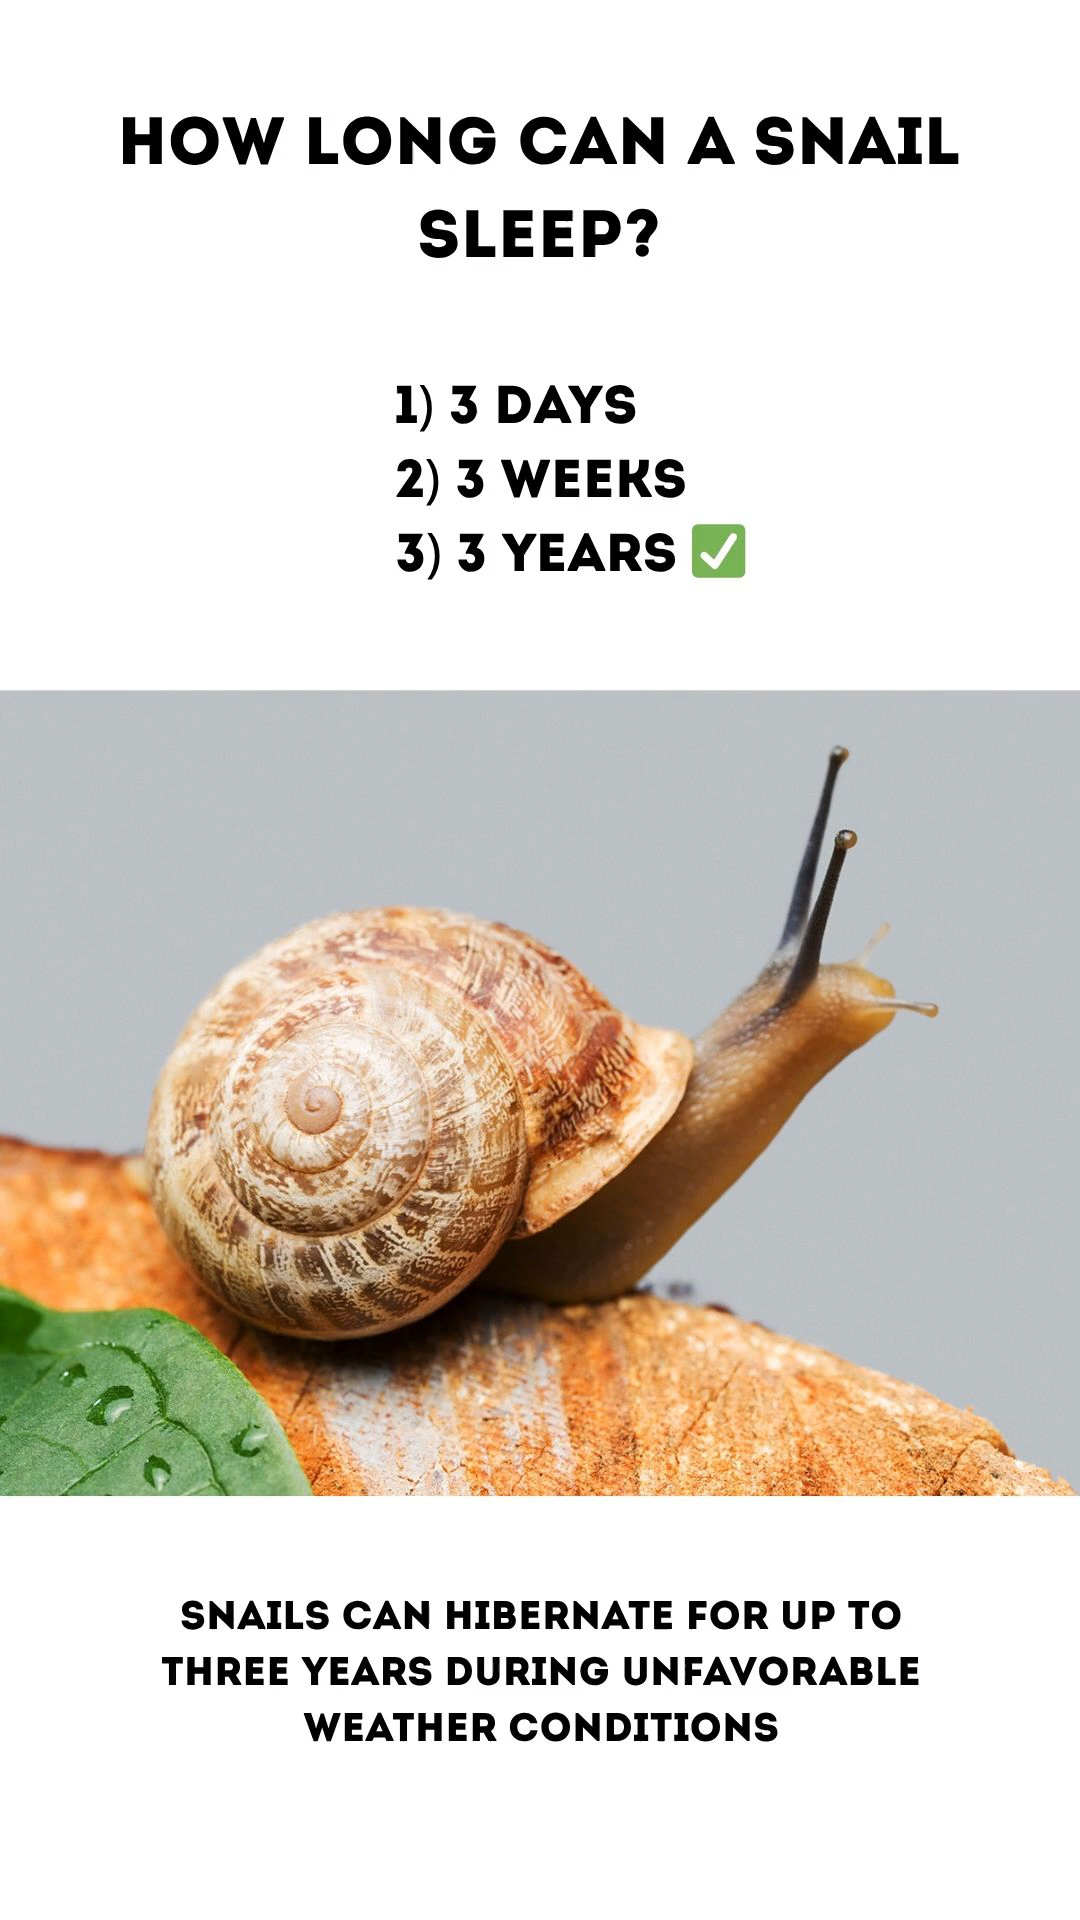 HOW LONG CAN A SNAIL
SLEEP?
1) 3 DAYS
2) 3 WEEKS
3) 3 YEARS ✅
SNAILS CAN HIBERNATE FOR UP TO
THREE YEARS DURING UNFAVORABLE
WEATHER CONDITIONS